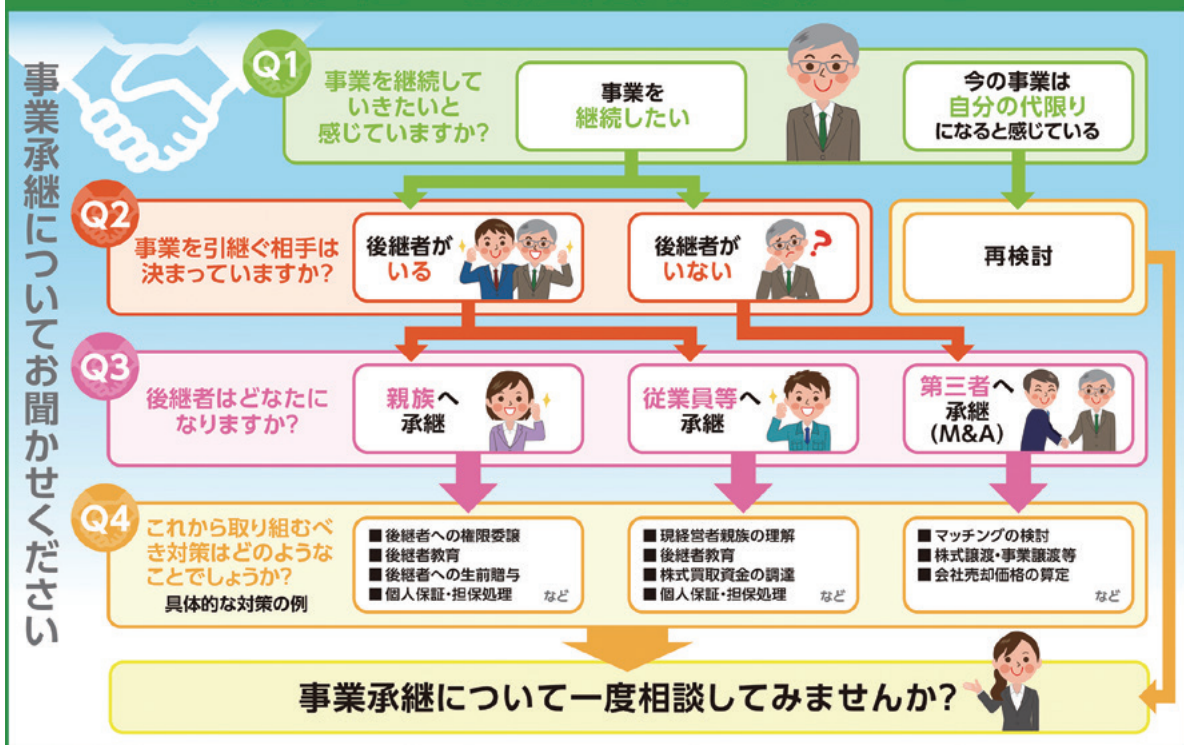 事業承継についてお聞かせください
Q1
事業を継続して
いきたいと
感じていますか?
事業を
継続したい
今の事業は
自分の代限り
になると感じている
Q2
事業を引継ぐ相手は
決まっていますか?
後継者が
いる
後継者が
いない
?
再検討
Q3
後継者はどなたに
なりますか?
親族へ
承継
従業員等へ
承継
第三者へ
承継
(M&A)
Q4
これから取り組むべ
き対策はどのような
ことでしょうか?
具体的な対策の例
■後継者への権限委譲
■後継者教育
■後継者への生前贈与
■個人保証・担保処理
など
■現経営者親族の理解
■後継者教育
■株式買取資金の調達
■個人保証・担保処理
など
■マッチングの検討
■株式譲渡・事業譲渡等
■会社売却価格の算定
など
事業承継について一度相談してみませんか?